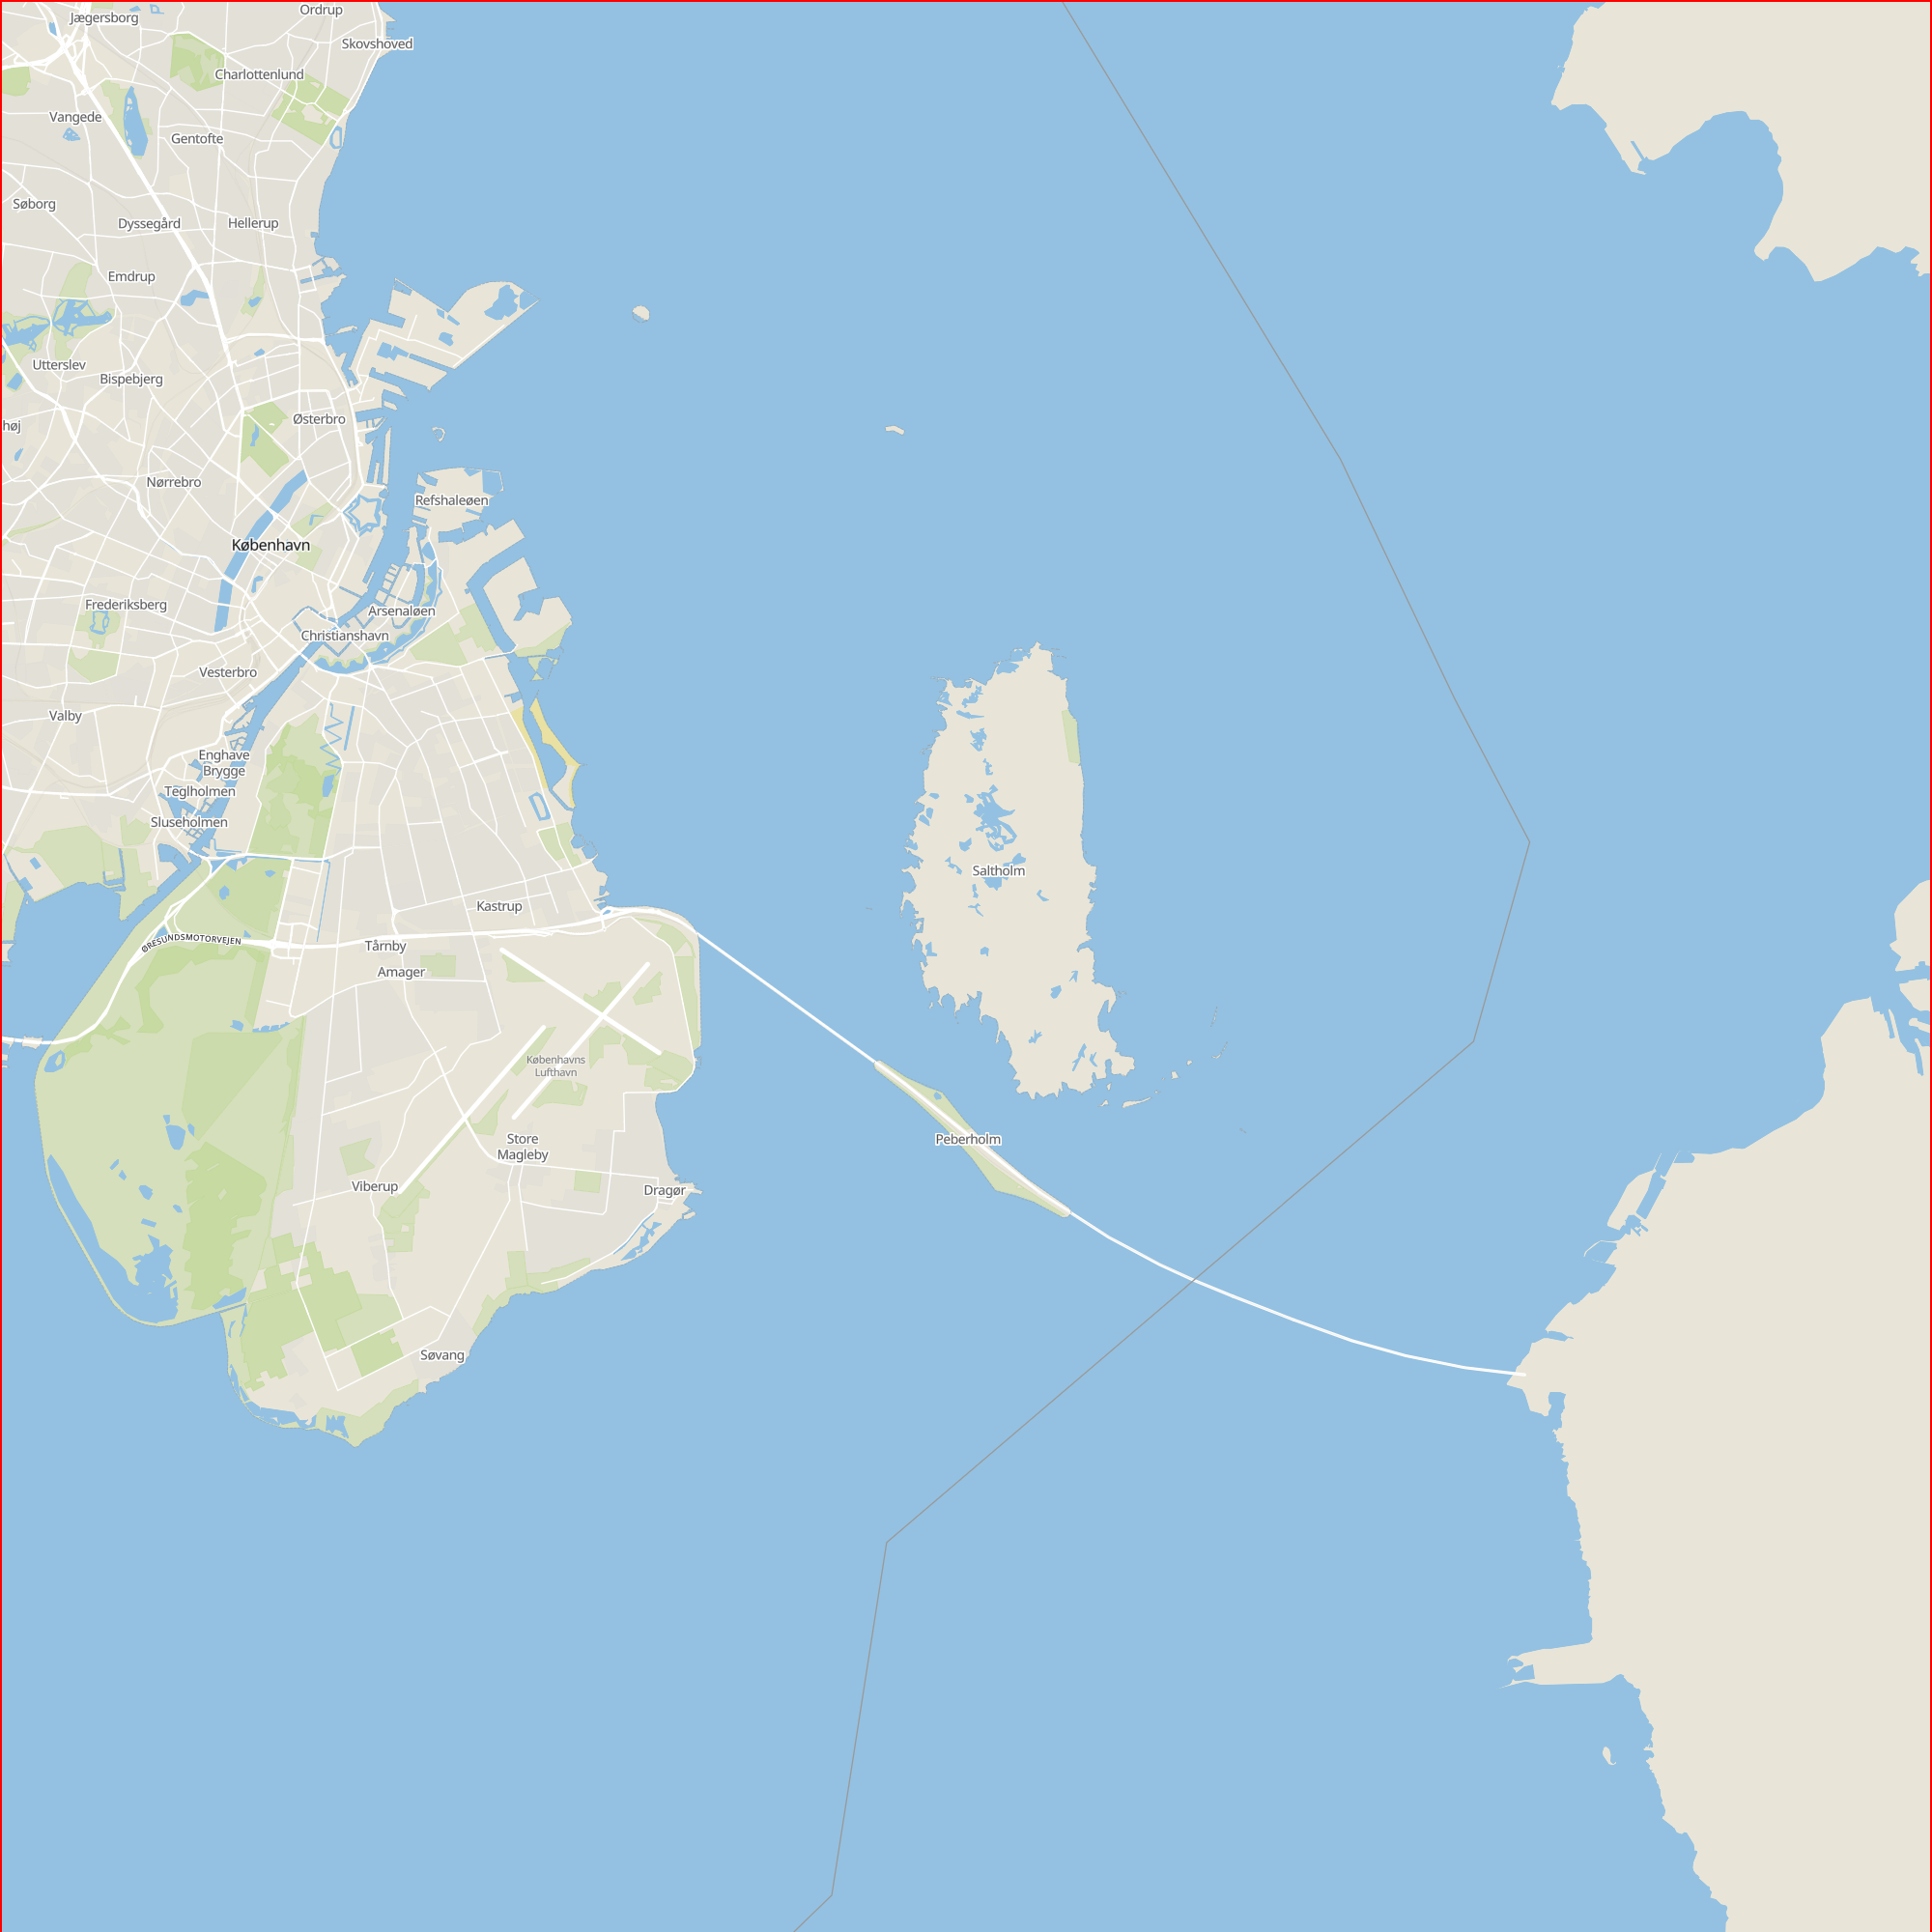 Ordrup
Jægersborg
Skovshoved
Charlottenlund
Vangede
Gentofte
Søborg
Dyssegård
Hellerup
Emdrup
Utterslev
Bispebjerg
Østerbro
høj
Nørrebro
Refshaleøen
København
Frederiksberg
Arsenaløen
Christianshavn
Vesterbro
Valby
Enghave
Brygge
Teglholmen
Sluseholmen
Saltholm
Kastrup
ØRESUNDSMOTORVEJEN
Tårnby
Amager
Københavns
Lufthavn
Store
Magleby
Peberholm
Viberup
Dragør
Søvang